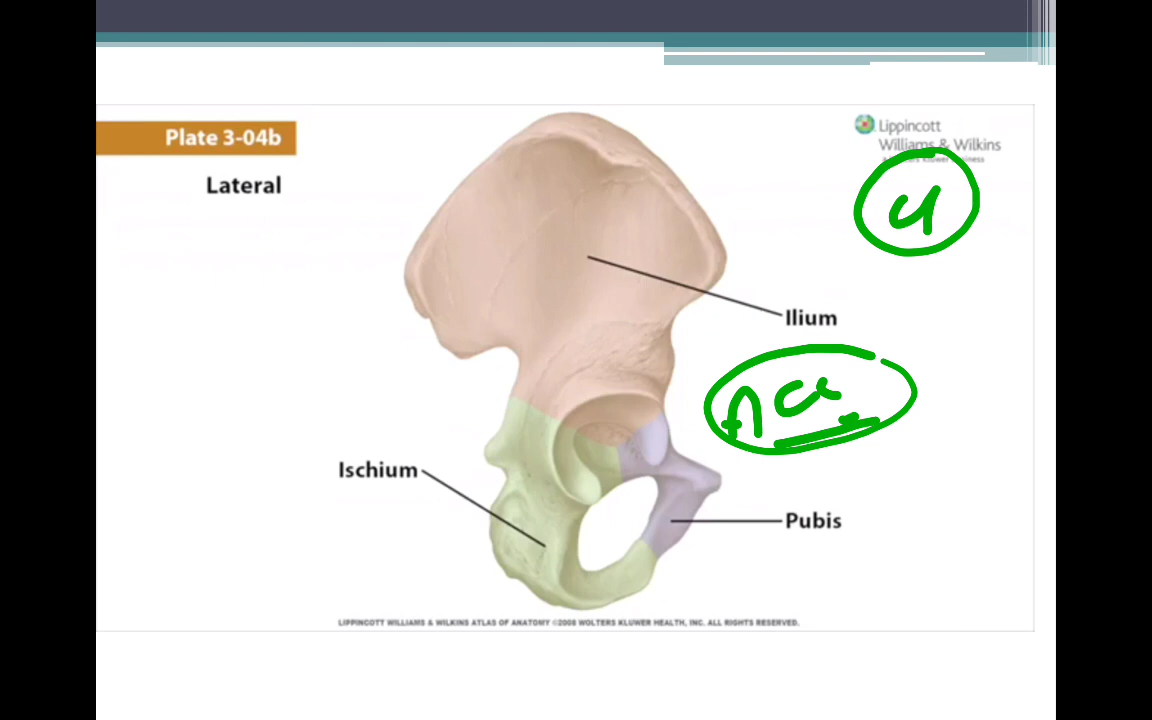 Plate 3-04b
Lippincott
Williams & Wilkins
Lateral
Ilium
Ischium
Pubis
LIPPINCOTT WILLIAMS & WILKINS ATLAS OF ANATOMY ©2008 WOLTERS KLUWER HEALTH, INC. ALL RIGHTS RESERVED.